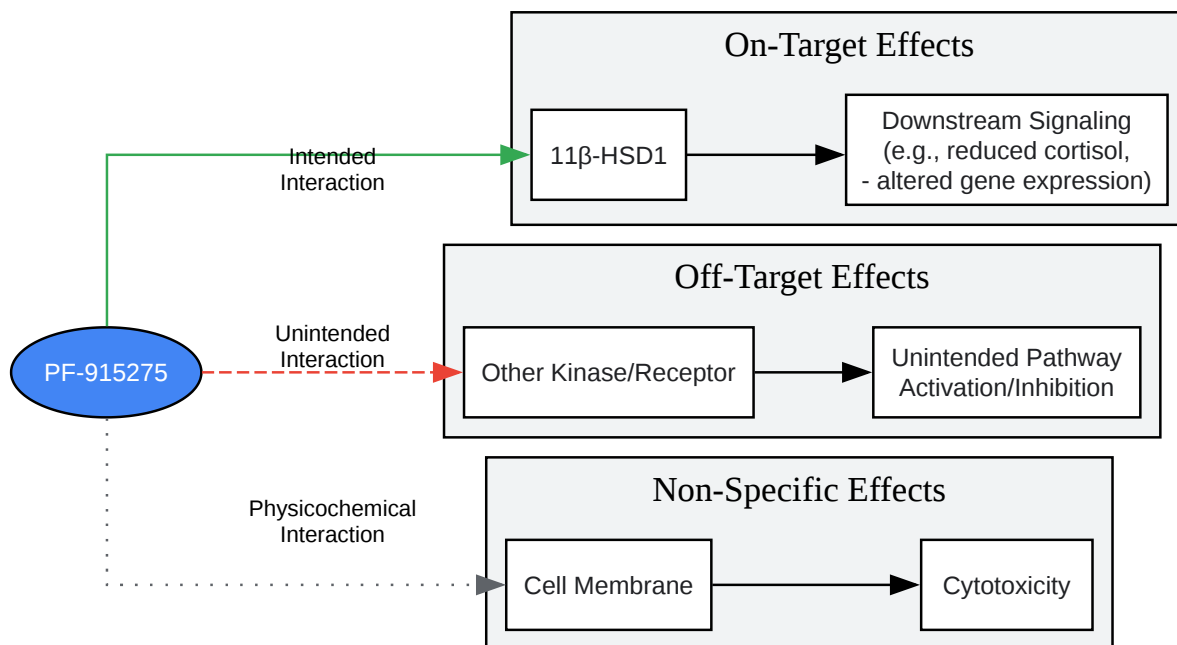 On-Target Effects
Intended
Interaction
11β-HSD1
Downstream Signaling
(e.g., reduced cortisol,
- altered gene expression)
Off-Target Effects
PF-915275
Unintended
Interaction
Other Kinase/Receptor
Unintended Pathway
Activation/Inhibition
Non-Specific Effects
Physicochemical
Interaction
Cell Membrane
Cytotoxicity